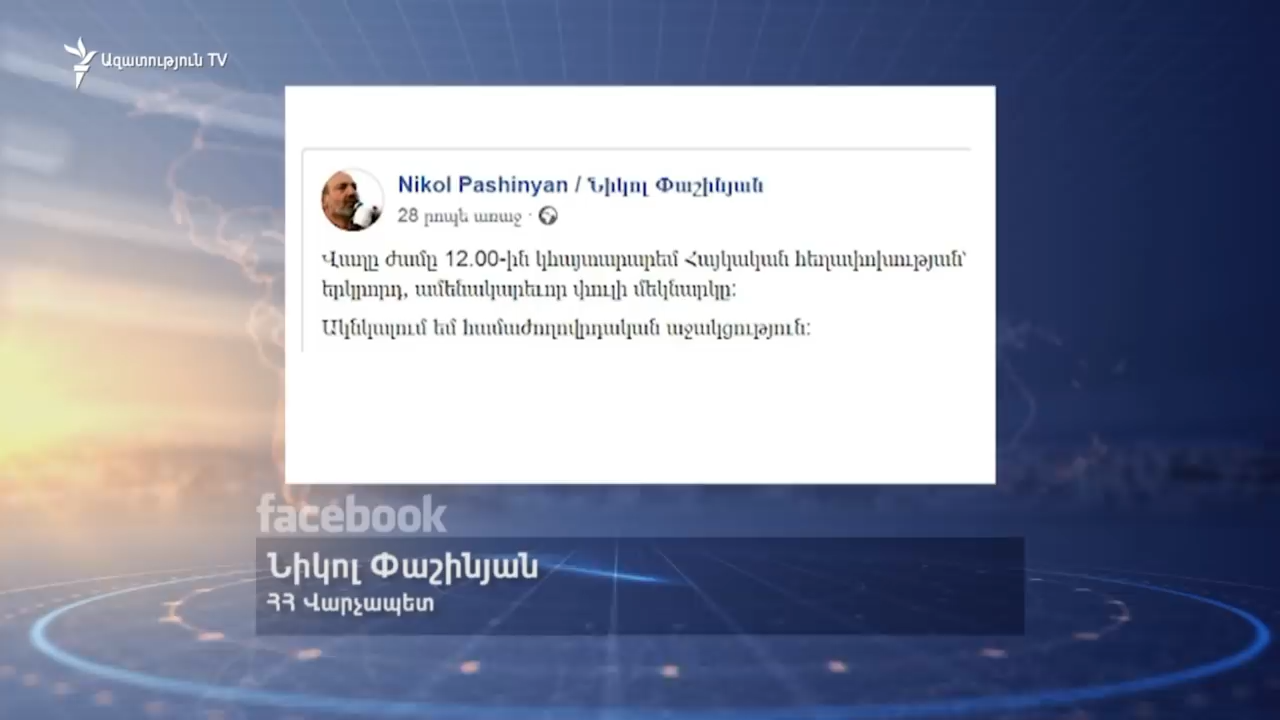 Ազատություն TV
Nikol Pashinyan / Նիկոլ Փաշինյան
28 րոպե առաջ ·
Վաղը ժամը 12.00-ին կհայտարարեմ Հայկական հեղափոխության՝
երկրորդ, ամենակարեւոր փուլի մեկնարկը:
Ակնկալում եմ համաժողովրդական աջակցություն:
facebook
Նիկոլ Փաշինյան
ՀՀ Վարչապետ